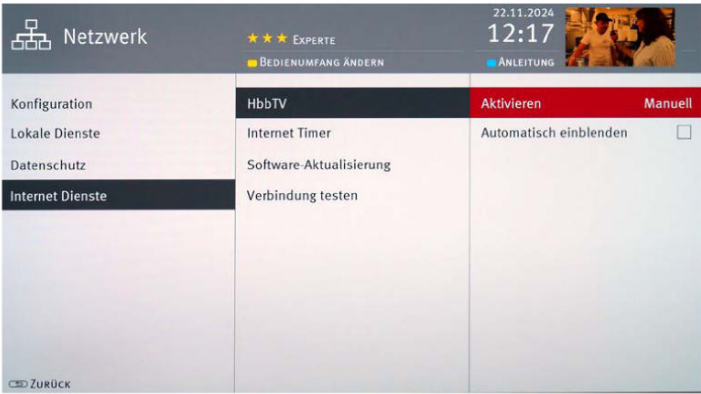 Netzwerk
★★★ EXPERTE
BEDIENUMFANG ÄNDERN
22.11.2024
12:17
ANLEITUNG
Konfiguration
Lokale Dienste
Datenschutz
Internet Dienste
HbbTV
Internet Timer
Software-Aktualisierung
Verbindung testen
Aktivieren Manuell
Automatisch einblenden
ZURÜCK